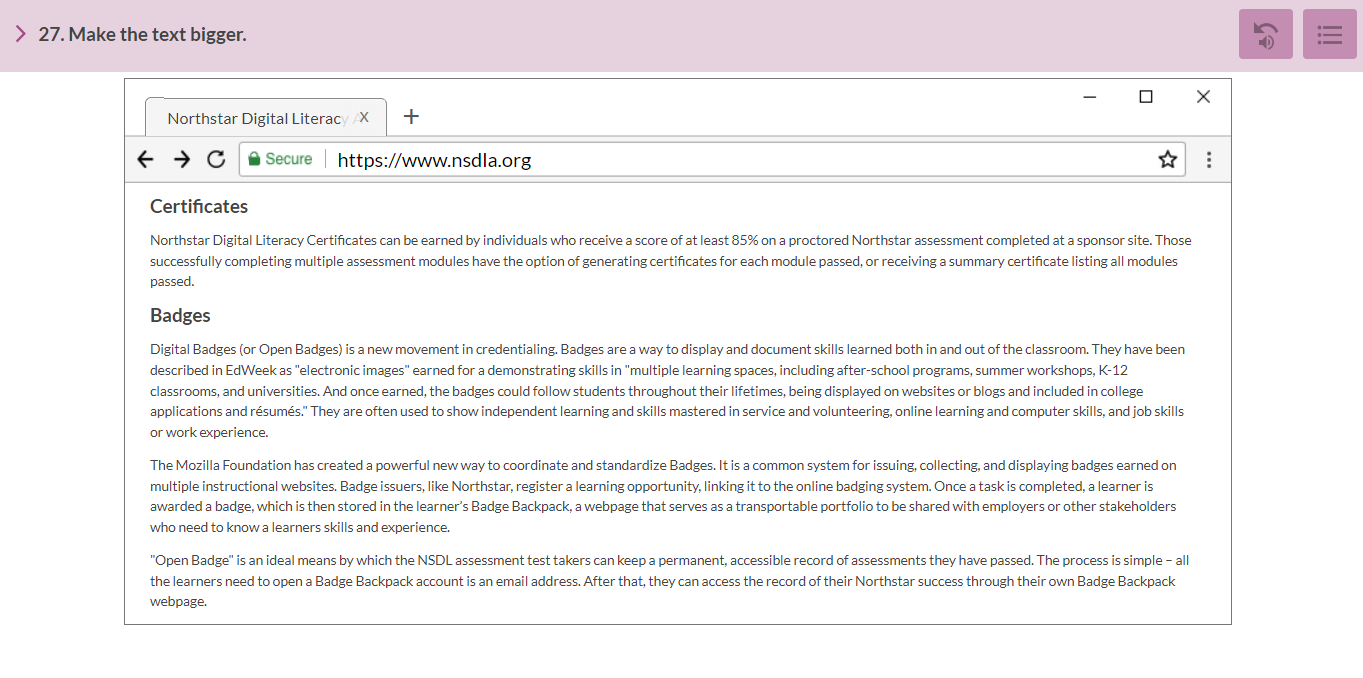 27. Make the text bigger.
Northstar Digital Literacy A X
Secure https://www.nsdla.org
Certificates
Northstar Digital Literacy Certificates can be earned by individuals who receive a score of at least 85% on a proctored Northstar assessment completed at a sponsor site. Those
successfully completing multiple assessment modules have the option of generating certificates for each module passed, or receiving a summary certificate listing all modules
passed.
Badges
Digital Badges (or Open Badges) is a new movement in credentialing. Badges are a way to display and document skills learned both in and out of the classroom. They have been
described in EdWeek as "electronic images" earned for a demonstrating skills in "multiple learning spaces, including after-school programs, summer workshops, K-12
classrooms, and universities. And once earned, the badges could follow students throughout their lifetimes, being displayed on websites or blogs and included in college
applications and résumés." They are often used to show independent learning and skills mastered in service and volunteering, online learning and computer skills, and job skills
or work experience.
The Mozilla Foundation has created a powerful new way to coordinate and standardize Badges. It is a common system for issuing, collecting, and displaying badges earned on
multiple instructional websites. Badge issuers, like Northstar, register a learning opportunity, linking it to the online badging system. Once a task is completed, a learner is
awarded a badge, which is then stored in the learner's Badge Backpack, a webpage that serves as a transportable portfolio to be shared with employers or other stakeholders
who need to know a learners skills and experience.
"Open Badge" is an ideal means by which the NSDL assessment test takers can keep a permanent, accessible record of assessments they have passed. The process is simple – all
the learners need to open a Badge Backpack account is an email address. After that, they can access the record of their Northstar success through their own Badge Backpack
webpage.